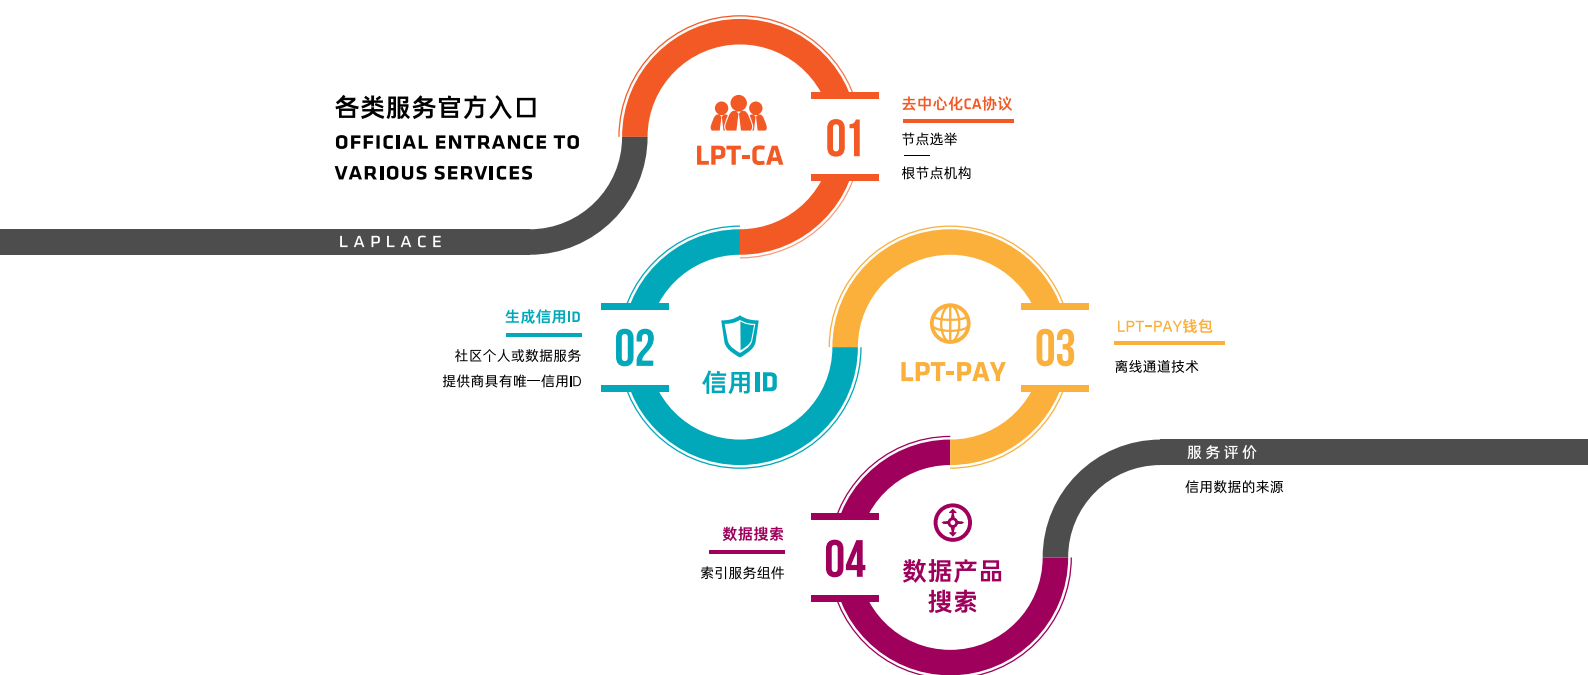 各类服务官方入口
OFFICIAL ENTRANCE TO
VARIOUS SERVICES
LAPLACE
LPT-CA
01
去中心化CA协议
节点选举
根节点机构
生成信用ID
社区个人或数据服务
提供商具有唯一信用ID
02
信用ID
LPT-PAY
03
LPT-PAY钱包
离线通道技术
数据搜索
索引服务组件
04
数据产品
搜索
服务评价
信用数据的来源